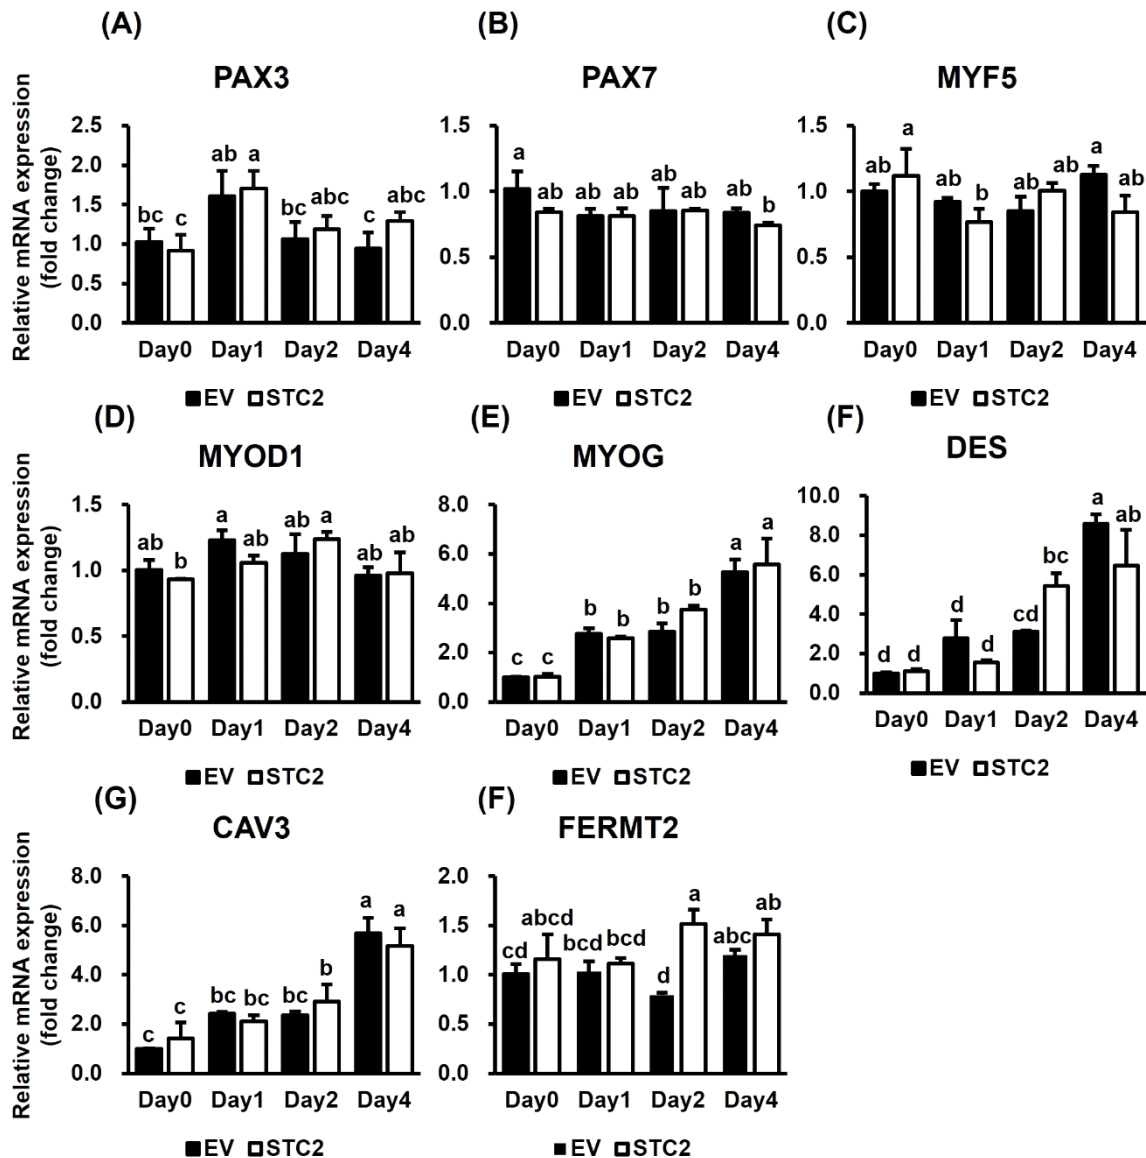 (A)
PAX3
Relative mRNA expression
(fold change)
2.5
2.0
1.5
1.0
0.5
0.0
bc c ab a bc abc c abc
Day0 Day1 Day2 Day4
EV STC2
(B)
PAX7
1.5
1.0
0.5
0.0
a ab ab ab ab ab ab b
Day0 Day1 Day2 Day4
EV STC2
(C)
MYF5
1.5
1.0
0.5
0.0
ab a ab b ab ab a ab
Day0 Day1 Day2 Day4
EV STC2
(D)
MYOD1
Relative mRNA expression
(fold change)
1.5
1.0
0.5
0.0
ab b a ab ab a ab ab
Day0 Day1 Day2 Day4
EV STC2
(E)
MYOG
8.0
6.0
4.0
2.0
0.0
c c b b b b a a
Day0 Day1 Day2 Day4
EV STC2
(F)
DES
10.0
8.0
6.0
4.0
2.0
0.0
d d d d cd bc a ab
Day0 Day1 Day2 Day4
EV STC2
(G)
CAV3
Relative mRNA expression
(fold change)
8.0
6.0
4.0
2.0
0.0
c c bc bc bc b a a
Day0 Day1 Day2 Day4
EV STC2
(F)
FERMT2
2.0
1.5
1.0
0.5
0.0
cd abcd bcd bcd d a abc ab
Day0 Day1 Day2 Day4
EV STC2